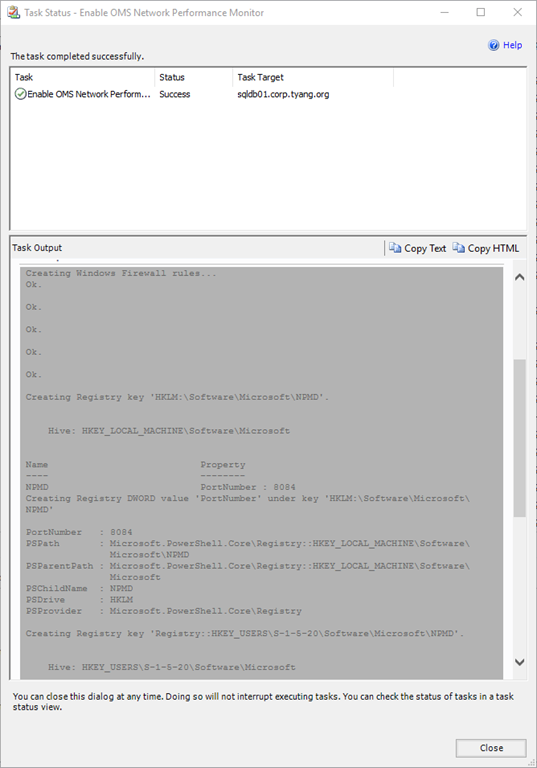 Task Status - Enable OMS Network Performance Monitor
Help
The task completed successfully.
Task Status Task Target
Enable OMS Network Perform... Success sqldb01.corp.tyang.org
Task Output Copy Text Copy HTML
Creating Windows Firewall rules...
Ok.
Ok.
Ok.
Ok.
Ok.
Creating Registry key 'HKLM:\Software\Microsoft\NPMD'.
Hive: HKEY_LOCAL_MACHINE\Software\Microsoft
Name Property
---- --------
NPMD PortNumber : 8084
Creating Registry DWORD value 'PortNumber' under key 'HKLM:\Software\Microsoft\
NPMD'
PortNumber : 8084
PSPath : Microsoft.PowerShell.Core\Registry::HKEY_LOCAL_MACHINE\Software\
Microsoft\NPMD
PSParentPath : Microsoft.PowerShell.Core\Registry::HKEY_LOCAL_MACHINE\Software\
Microsoft
PSChildName : NPMD
PSDrive : HKLM
PSProvider : Microsoft.PowerShell.Core\Registry
Creating Registry key 'Registry::HKEY_USERS\S-1-5-20\Software\Microsoft\NPMD'.
Hive: HKEY_USERS\S-1-5-20\Software\Microsoft
You can close this dialog at any time. Doing so will not interrupt executing tasks. You can check the status of tasks in a task
status view.
Close